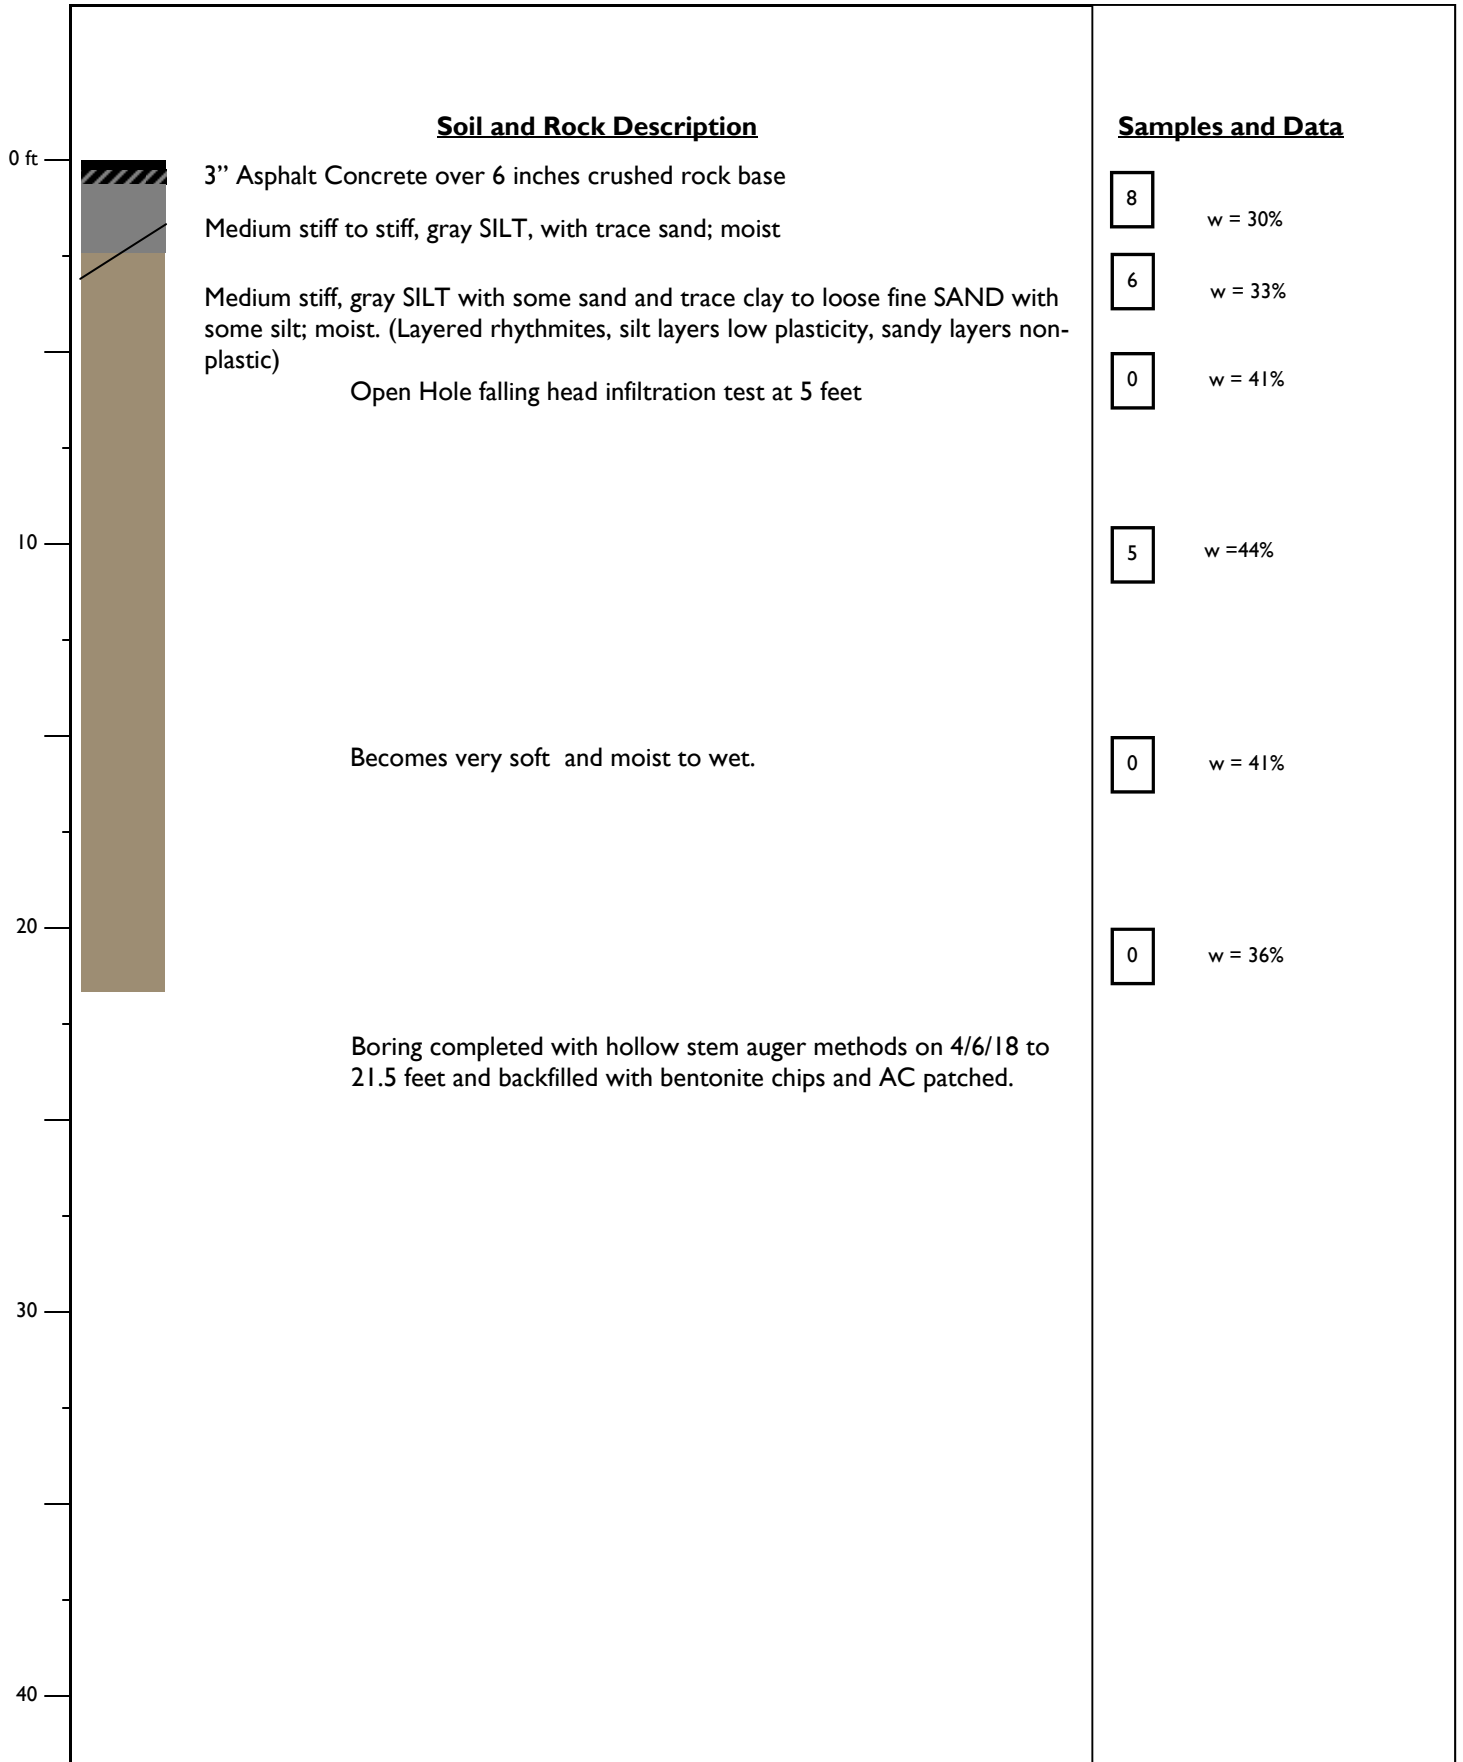 Soil and Rock Description
Samples and Data
0 ft
3” Asphalt Concrete over 6 inches crushed rock base
8
w = 30%
Medium stiff to stiff, gray SILT, with trace sand; moist
6
w = 33%
Medium stiff, gray SILT with some sand and trace clay to loose fine SAND with
some silt; moist. (Layered rhythmites, silt layers low plasticity, sandy layers non-
plastic)
0
w = 41%
Open Hole falling head infiltration test at 5 feet
10
5
w =44%
Becomes very soft  and moist to wet.
0
w = 41%
20
0
w = 36%
Boring completed with hollow stem auger methods on 4/6/18 to
21.5 feet and backfilled with bentonite chips and AC patched.
30
40